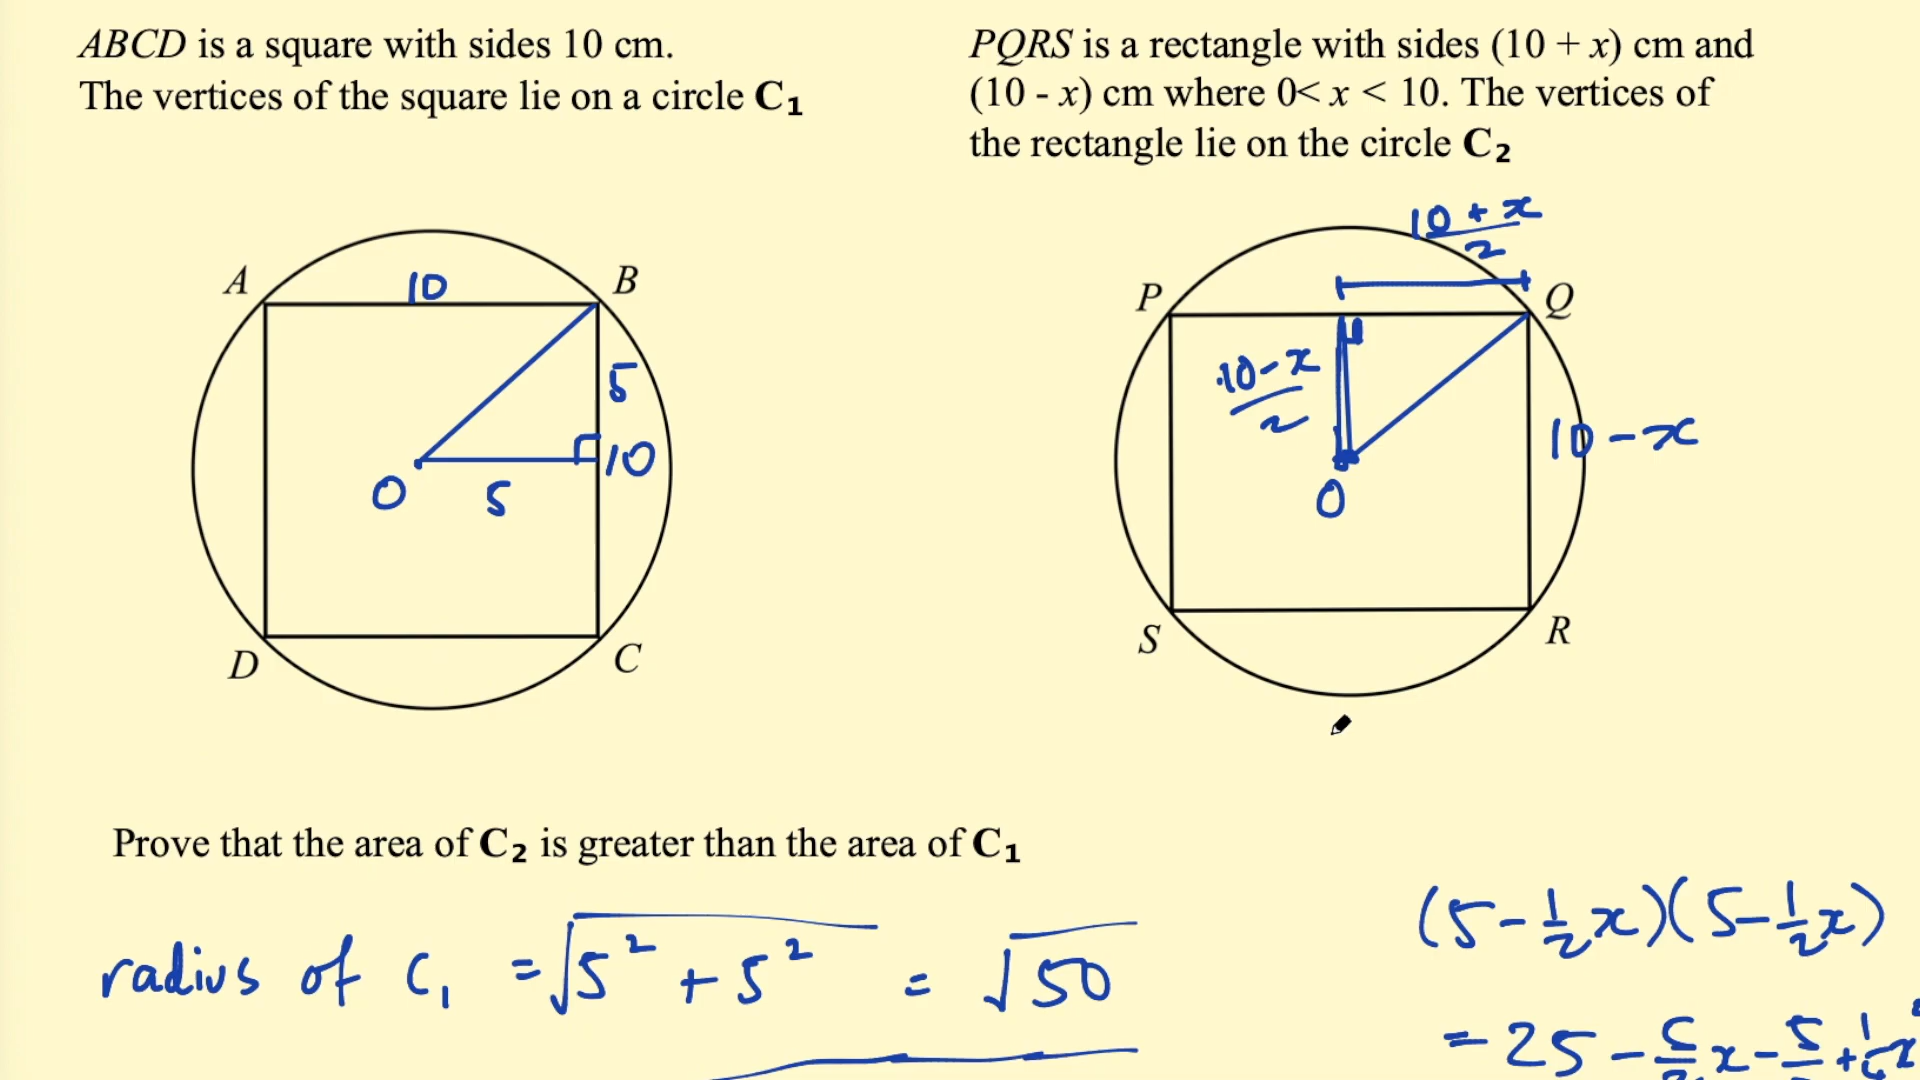 ABCD is a square with sides 10 cm.
The vertices of the square lie on a circle C₁
PQRS is a rectangle with sides (10 + x) cm and
(10 - x) cm where 0< x < 10. The vertices of
the rectangle lie on the circle C₂
10 + x
2
A
10
B
5
10
O
5
D
C
P
Q
10-x
2
10-x
O
S
R
Prove that the area of C₂ is greater than the area of C₁
radius of C₁ = √5² + 5² = √50
(5-½x)(5-½x)
= 25 -